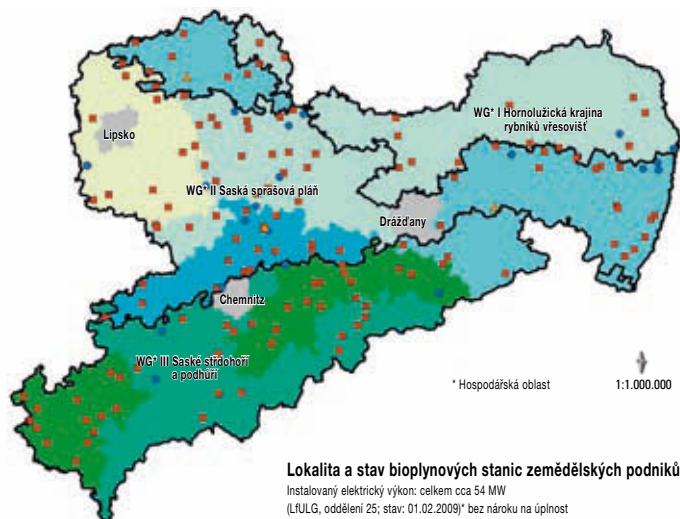 WG* I Hornolužická krajina
rybníků vřesovišť
Lipsko
WG* II Saská sprášová pláň
Drážďany
Chemnitz
WG* III Saské střdohoří
a podhůří
* Hospodářská oblast
1:1.000.000
Lokalita a stav bioplynových stanic zemědělských podniků
Instalovaný elektrický výkon: celkem cca 54 MW
(LfULG, oddělení 25; stav: 01.02.2009)* bez nároku na úplnost